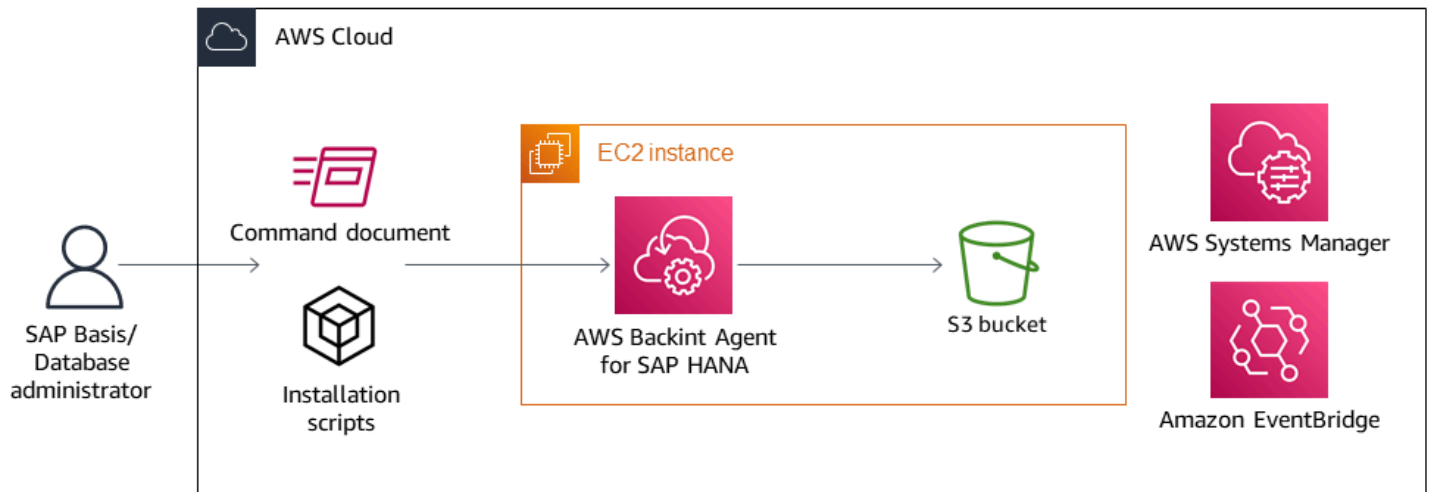 AWS Cloud
EC2 instance
Command document
AWS Systems Manager
SAP Basis/
Database
administrator
Installation
scripts
AWS Backint Agent
for SAP HANA
S3 bucket
Amazon EventBridge